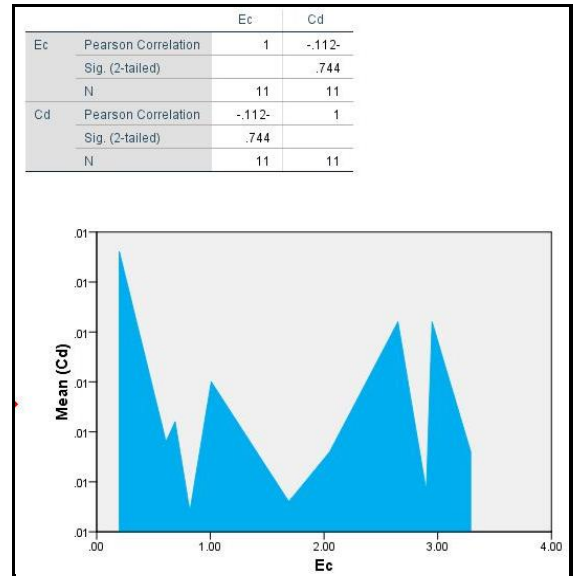 Ec Cd
Ec Pearson Correlation 1 -.112-
Sig. (2-tailed) .744
N 11 11
Cd Pearson Correlation -.112- 1
Sig. (2-tailed) .744
N 11 11
.01
.01
.01
.01
.01
.01
.01
Mean (Cd)
.00 1.00 2.00 3.00 4.00
Ec